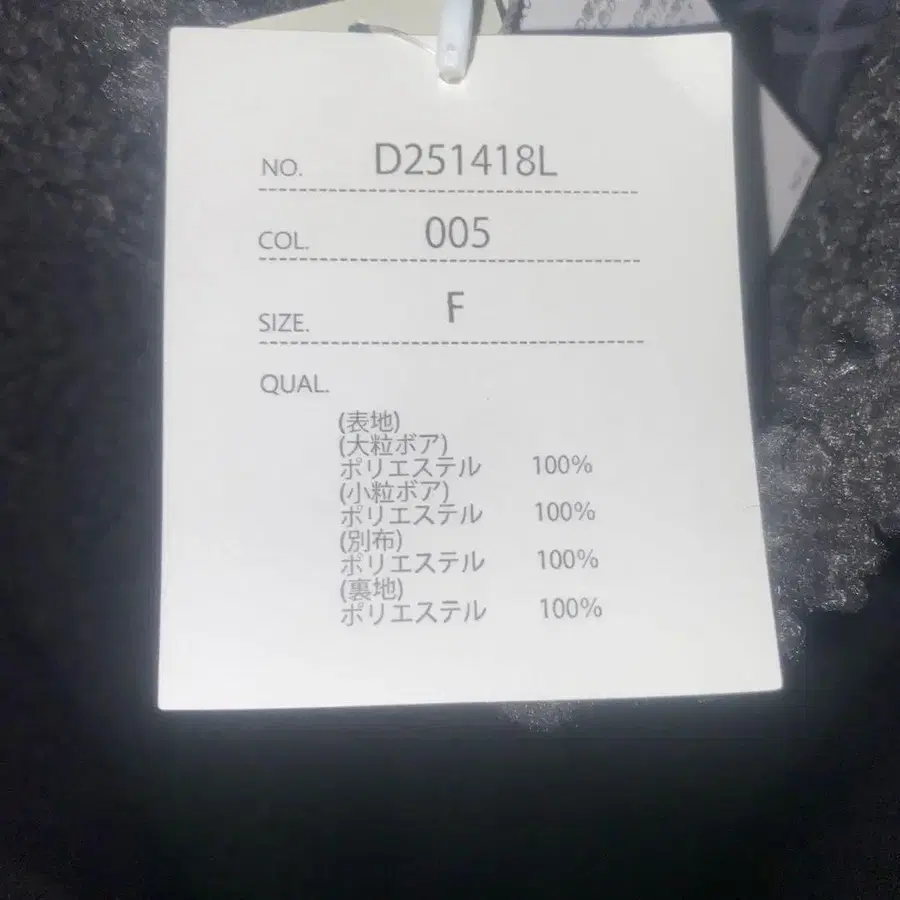 NO. D251418L
COL. 005
SIZE. F
QUAL.
(表地)
(大粒ボア)
ポリエステル 100%
(小粒ボア)
ポリエステル 100%
(別布)
ポリエステル 100%
(裏地)
ポリエステル 100%